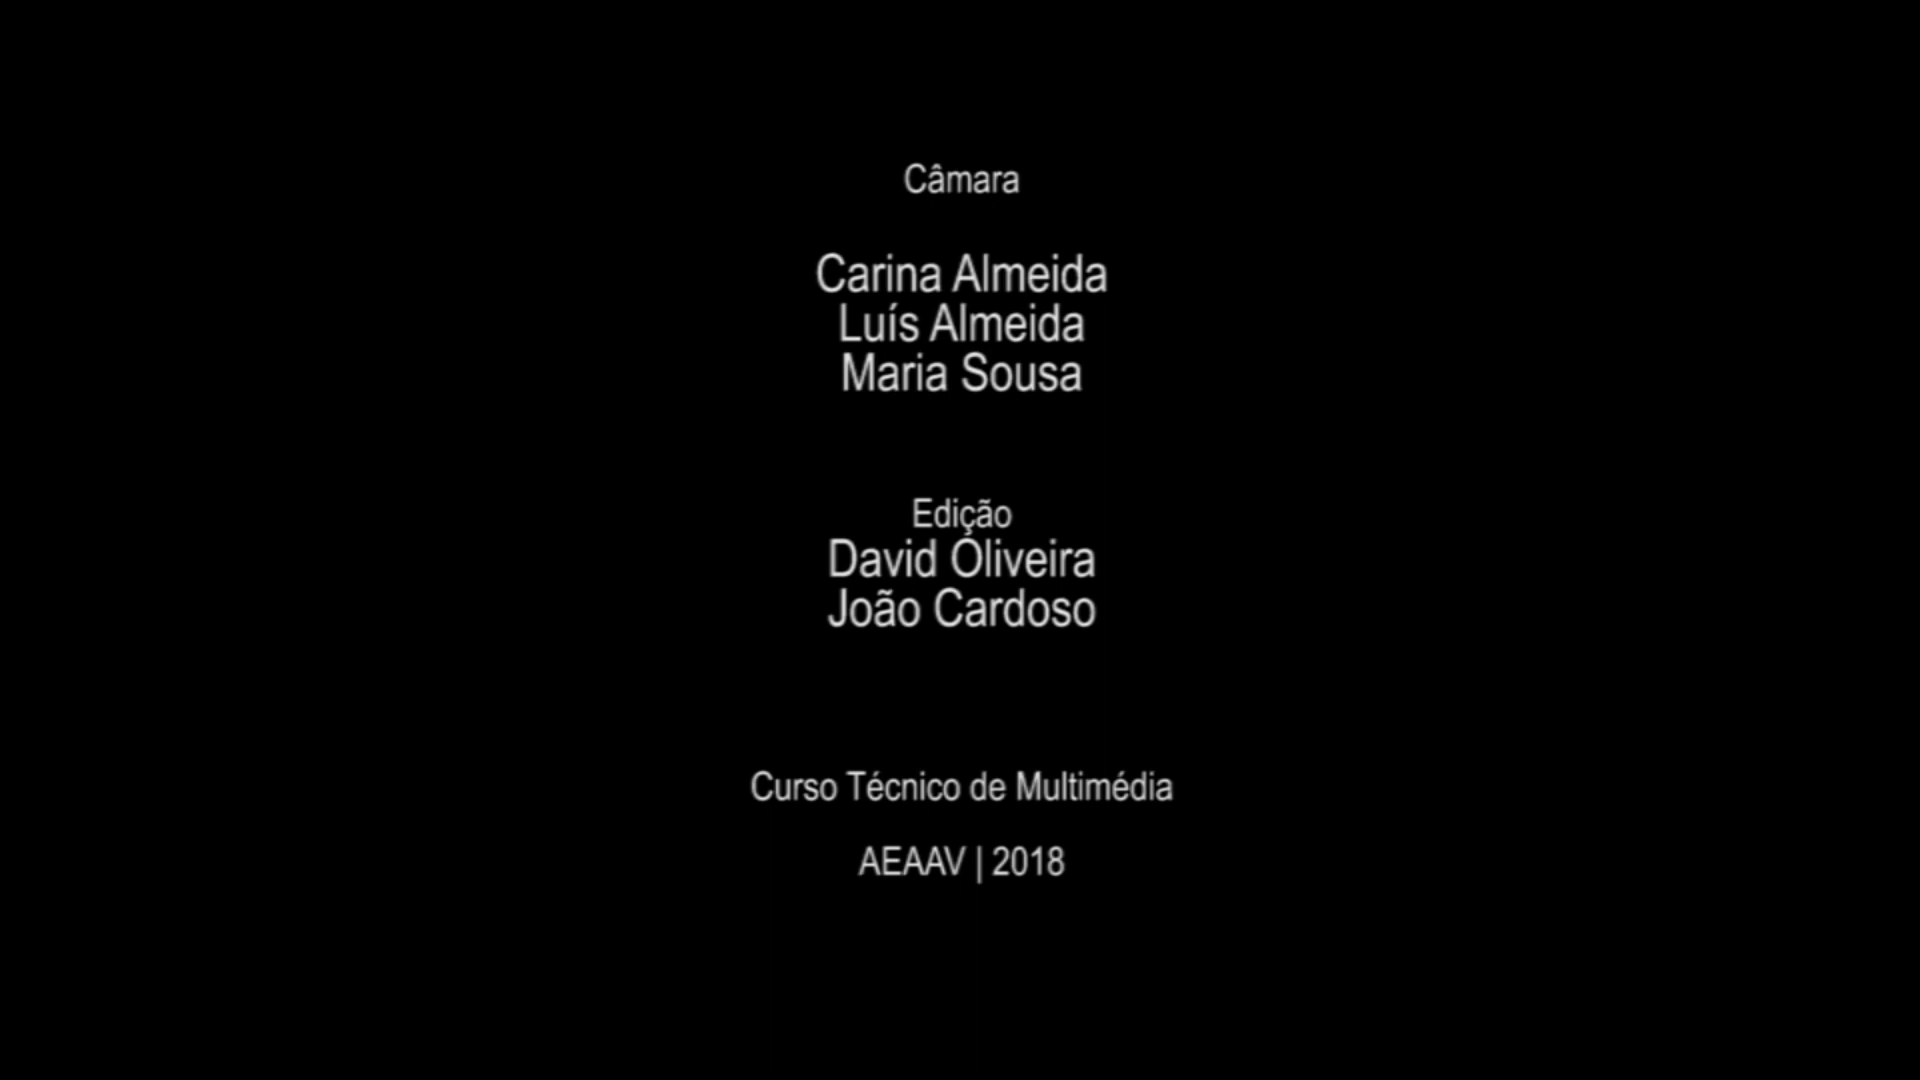 Câmara
Carina Almeida
Luís Almeida
Maria Sousa
Edição
David Oliveira
João Cardoso
Curso Técnico de Multimédia
AEAAV | 2018